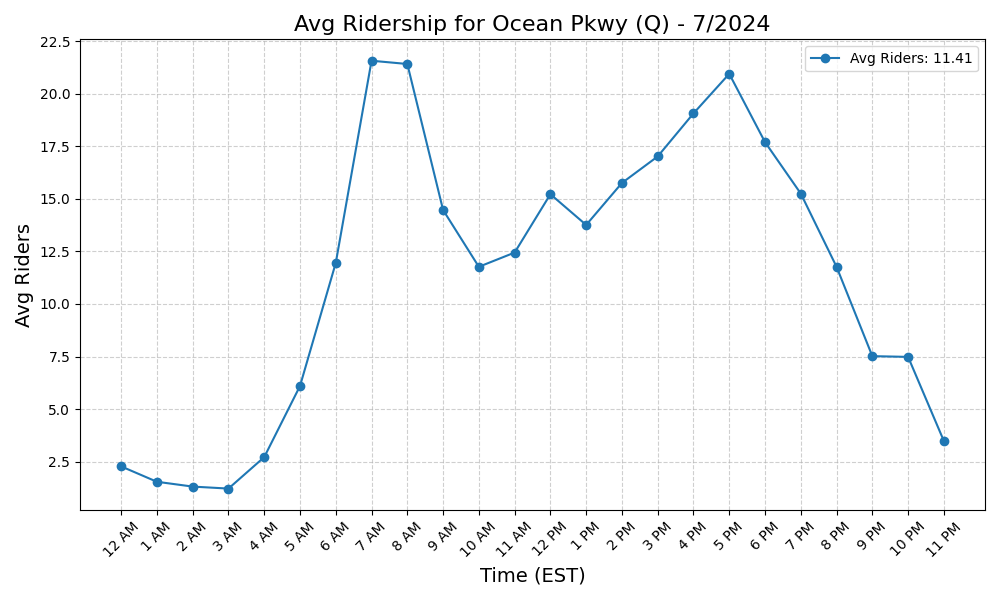 Avg Ridership for Ocean Pkwy (Q) - 7/2024
Avg Riders: 11.41
Avg Riders
22.5
20.0
17.5
15.0
12.5
10.0
7.5
5.0
2.5
12 AM
1 AM
2 AM
3 AM
4 AM
5 AM
6 AM
7 AM
8 AM
9 AM
10 AM
11 AM
12 PM
1 PM
2 PM
3 PM
4 PM
5 PM
6 PM
7 PM
8 PM
9 PM
10 PM
11 PM
Time (EST)